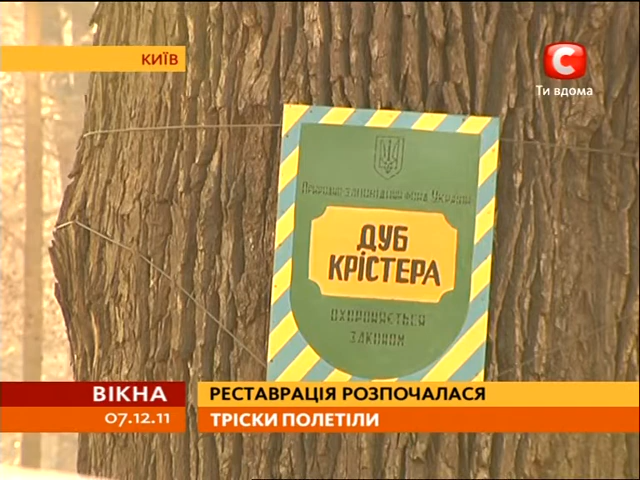 КИЇВ
С
Ти вдома
Природно-заповідний фонд України
ДУБ
КРІСТЕРА
Охороняється
законом
ВІКНА
07.12.11
РЕСТАВРАЦІЯ РОЗПОЧАЛАСЯ
ТРІСКИ ПОЛЕТІЛИ